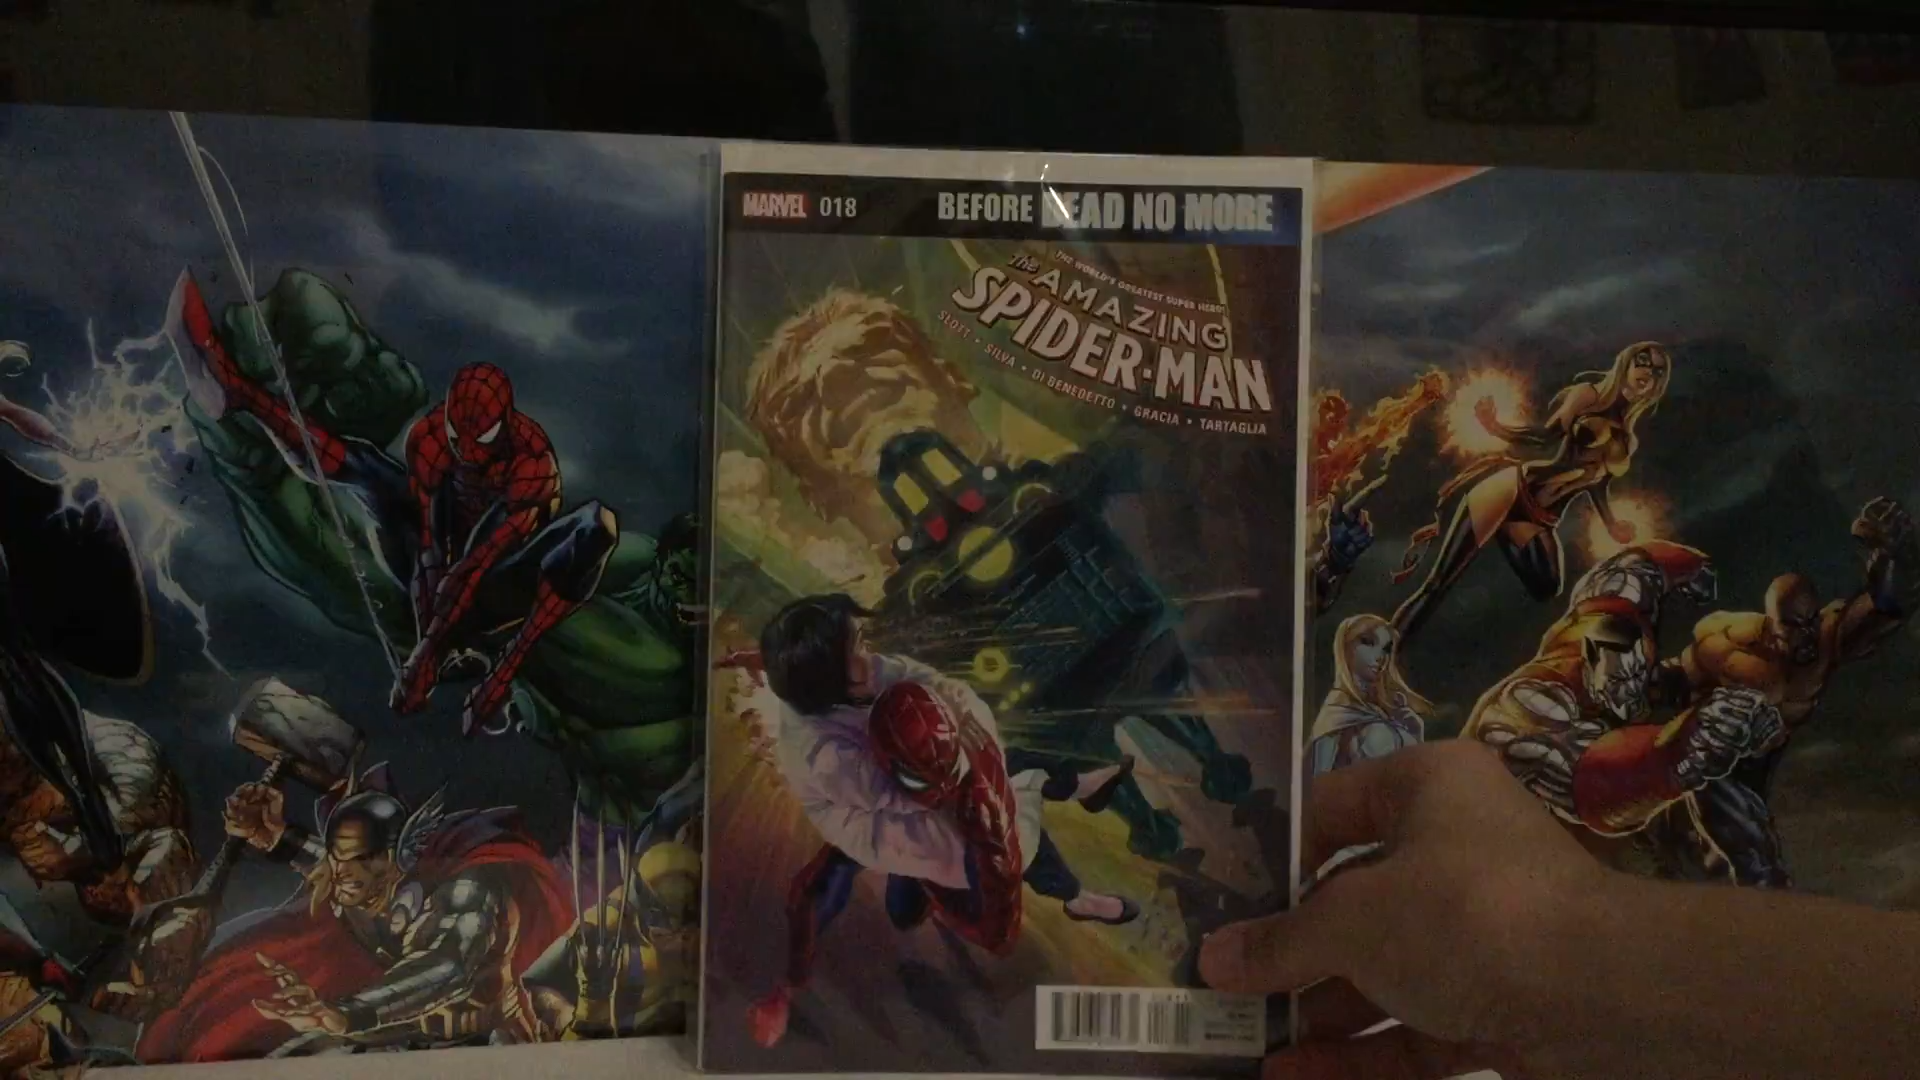 MARVEL 018
BEFORE DEAD NO MORE
THE WORLD'S GREATEST SUPER HERO!
The AMAZING
SPIDER-MAN
SLOTT • SILVA • DI BENEDETTO • GRACIA • TARTAGLIA